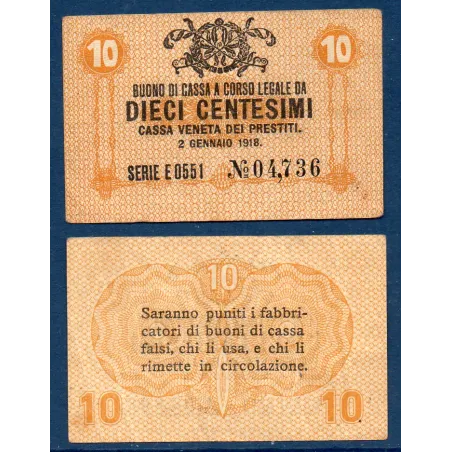 10 10
BUONO DI CASSA A CORSO LEGALE DA
DIECI CENTESIMI
CASSA VENETA DEI PRESTITI.
2 GENNAIO 1918.
SERIE E 0551 No 04,736
10
Saranno puniti i fabbri-
catori di buoni di cassa
falsi, chi li usa, e chi li
rimette in circolazione.
10 10